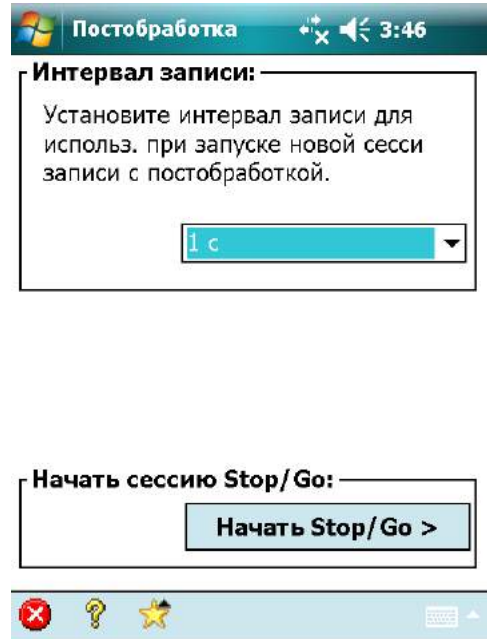 Постобработка 3:46
Интервал записи:
Установите интервал записи для
использ. при запуске новой сесси
записи с постобработкой.
1 с
Начать сессию Stop/Go:
Начать Stop/Go >